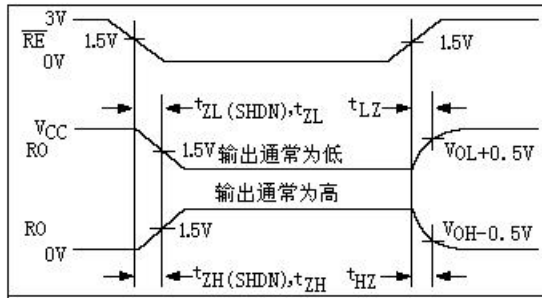 3V
RE 1.5V 1.5V
0V
tZL(SHDN),tZL tLZ
VCC
RO 1.5V 输出通常为低 VOL+0.5V
输出通常为高
RO 1.5V VOH-0.5V
0V
tZH(SHDN),tZH tHZ